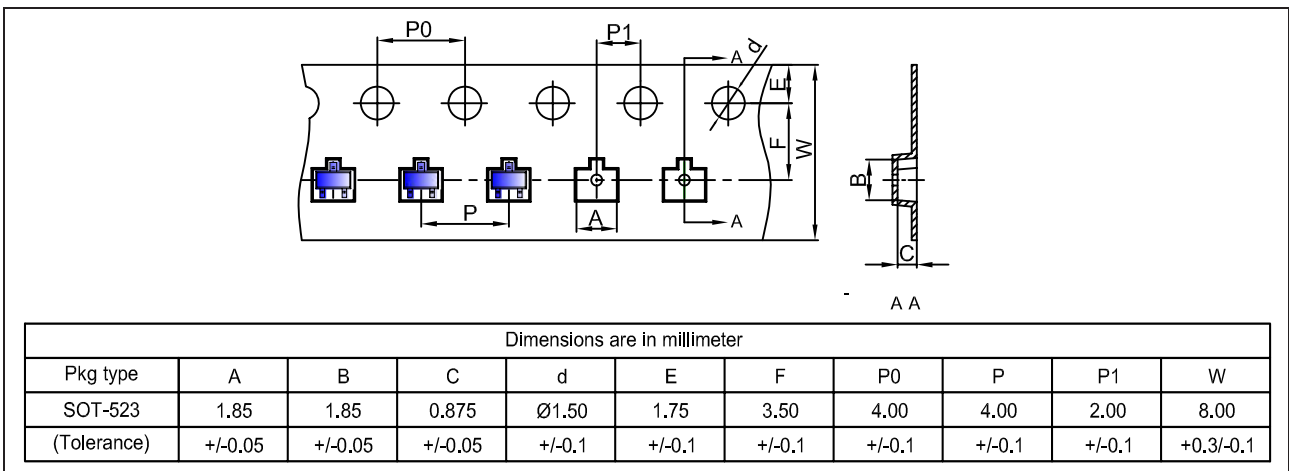 P0
P1
d
A
E
F
W
B
P
A
A
C
A A
Dimensions are in millimeter
Pkg type A B C d E F P0 P P1 W
SOT-523 1.85 1.85 0.875 Ø1.50 1.75 3.50 4.00 4.00 2.00 8.00
(Tolerance) +/-0.05 +/-0.05 +/-0.05 +/-0.1 +/-0.1 +/-0.1 +/-0.1 +/-0.1 +/-0.1 +0.3/-0.1